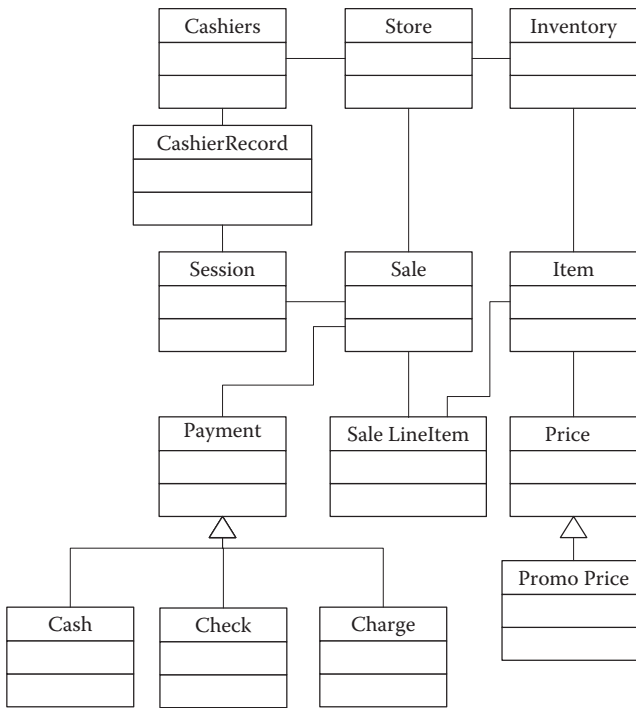 Cashiers
Store
Inventory
CashierRecord
Session
Sale
Item
Payment
Sale LineItem
Price
Promo Price
Cash
Check
Charge